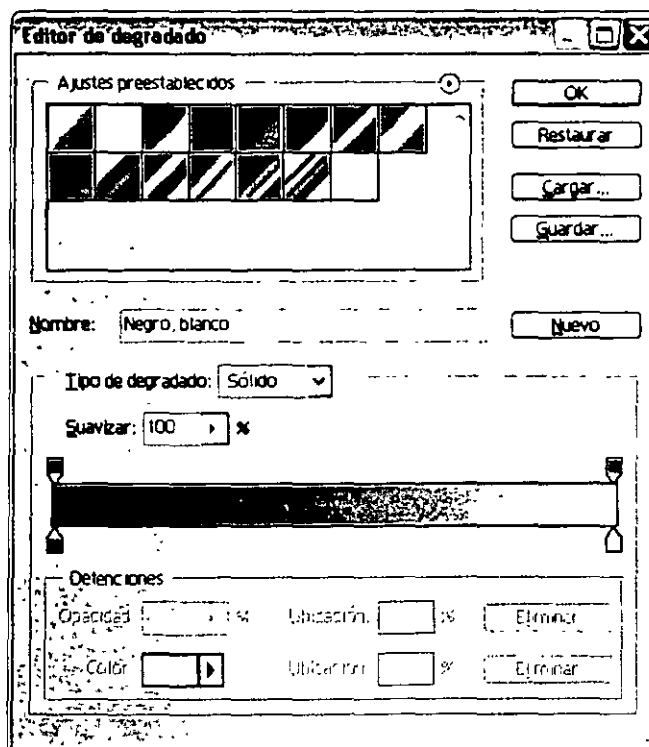 Editor de degradado
Ajustes preestablecidos
OK
Restaurar
Cargar...
Guardar...
Nombre: Negro, blanco
Nuevo
Tipo de degradado: Sólido
Suavizar: 100 %
Detenciones
Opacidad: % Ubicación: % Eliminar
Color: Ubicación: % Eliminar